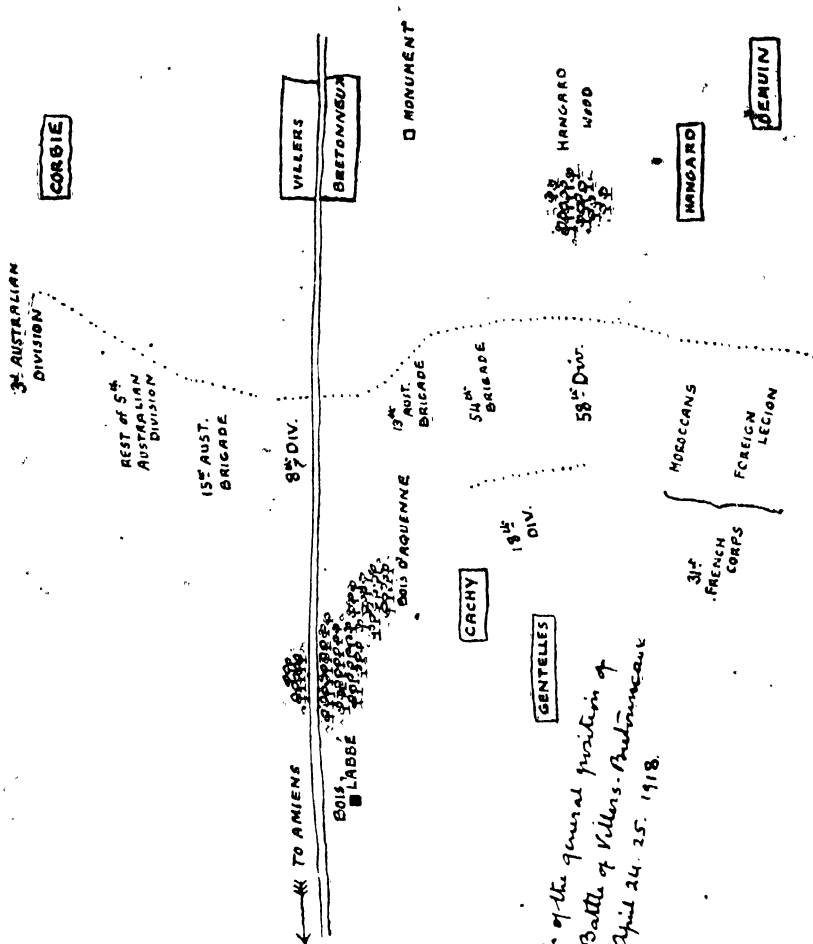 3rd AUSTRALIAN
DIVISION
CORBIE
REST of 5th
AUSTRALIAN
DIVISION
15th AUST.
BRIGADE
8th DIV.
VILLERS
BRETONNEUX
TO AMIENS
BOIS
L'ABBÉ
BOIS D'AQUENNE
MONUMENT
13th AUST.
BRIGADE
54th
BRIGADE
CACHY
18th
DIV.
58th Div.
HANGARD
WOOD
GENTELLES
MOROCCANS
FOREIGN
LEGION
31st
FRENCH
CORPS
HANGARD
DEMUIN
of the general position of
Battle of Villers-Bretonneaux
April 24. 25. 1918.